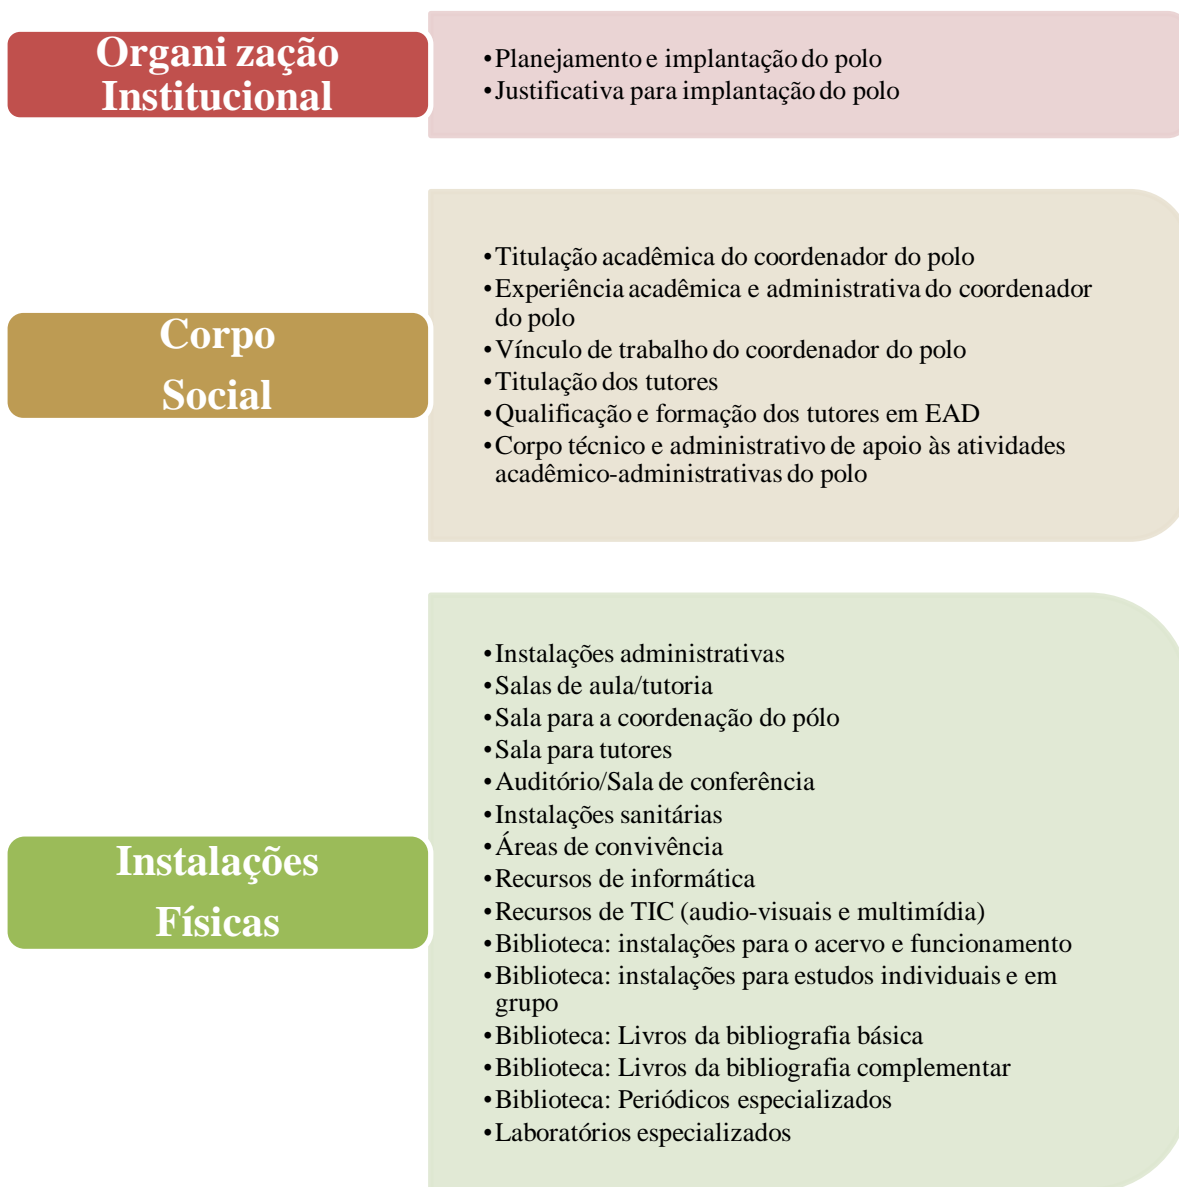 Organi zação
Institucional
•Planejamento e implantação do polo
•Justificativa para implantação do polo
Corpo
Social
•Titulação acadêmica do coordenador do polo
•Experiência acadêmica e administrativa do coordenador
do polo
•Vínculo de trabalho do coordenador do polo
•Titulação dos tutores
•Qualificação e formação dos tutores em EAD
•Corpo técnico e administrativo de apoio às atividades
acadêmico-administrativas do polo
Instalações
Físicas
•Instalações administrativas
•Salas de aula/tutoria
•Sala para a coordenação do pólo
•Sala para tutores
•Auditório/Sala de conferência
•Instalações sanitárias
•Áreas de convivência
•Recursos de informática
•Recursos de TIC (audio-visuais e multimídia)
•Biblioteca: instalações para o acervo e funcionamento
•Biblioteca: instalações para estudos individuais e em
grupo
•Biblioteca: Livros da bibliografia básica
•Biblioteca: Livros da bibliografia complementar
•Biblioteca: Periódicos especializados
•Laboratórios especializados